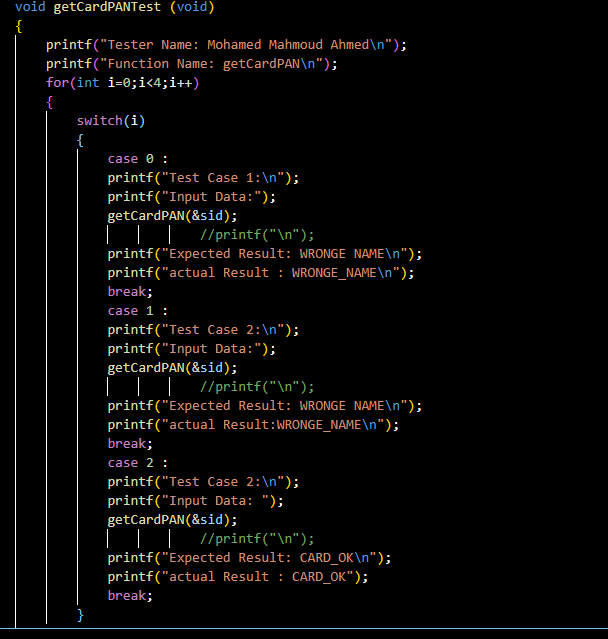 void getCardPANTest (void)
{
printf("Tester Name: Mohamed Mahmoud Ahmed\n");
printf("Function Name: getCardPAN\n");
for(int i=0;i<4;i++)
{
switch(i)
{
case 0 :
printf("Test Case 1:\n");
printf("Input Data:");
getCardPAN(&sid);
//printf("\n");
printf("Expected Result: WRONGE NAME\n");
printf("actual Result : WRONGE_NAME\n");
break;
case 1 :
printf("Test Case 2:\n");
printf("Input Data:");
getCardPAN(&sid);
//printf("\n");
printf("Expected Result: WRONGE NAME\n");
printf("actual Result:WRONGE_NAME\n");
break;
case 2 :
printf("Test Case 2:\n");
printf("Input Data: ");
getCardPAN(&sid);
//printf("\n");
printf("Expected Result: CARD_OK\n");
printf("actual Result : CARD_OK");
break;
}